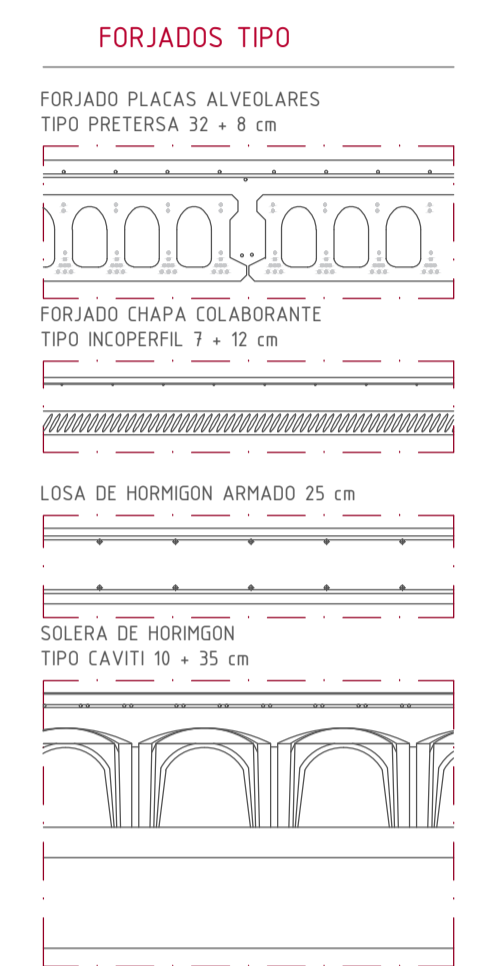 FORJADOS TIPO
FORJADO PLACAS ALVEOLARES
TIPO PRETERSA 32 + 8 cm
FORJADO CHAPA COLABORANTE
TIPO INCOPERFIL 7 + 12 cm
LOSA DE HORMIGON ARMADO 25 cm
SOLERA DE HORIMGON
TIPO CAVITI 10 + 35 cm